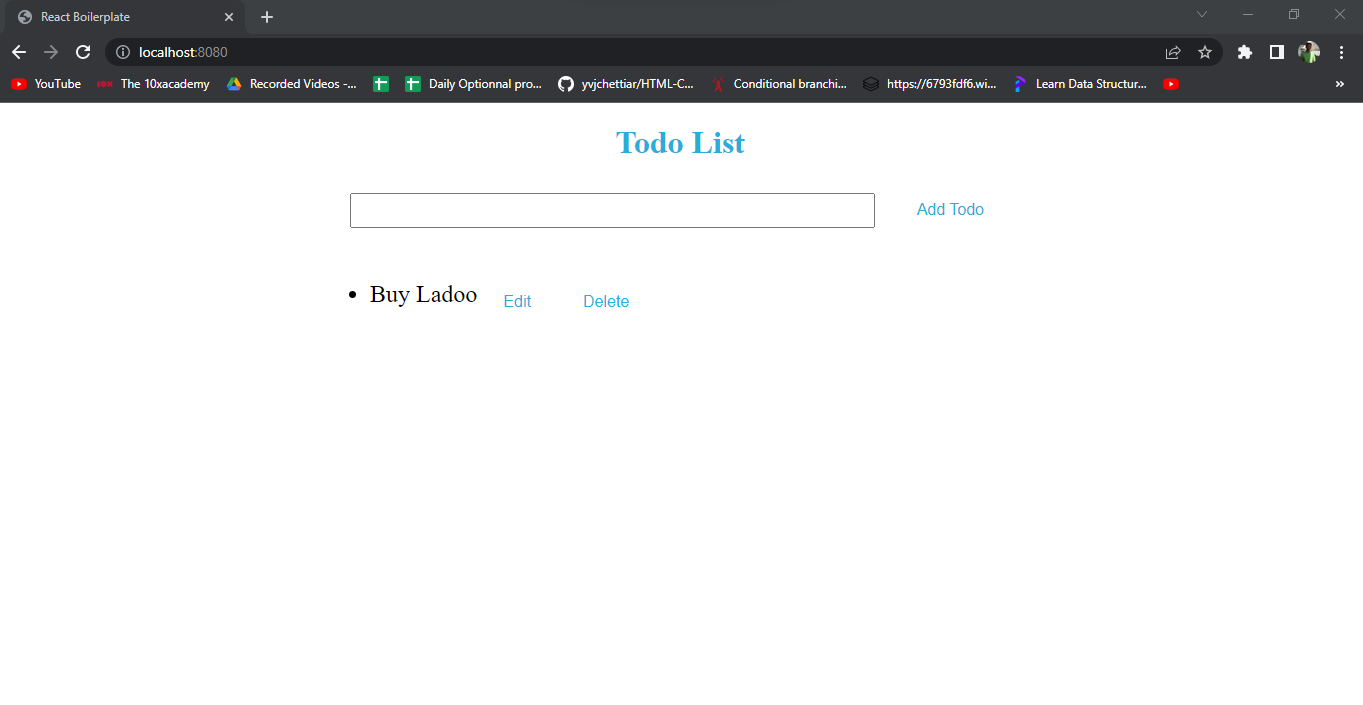 React Boilerplate
localhost:8080
YouTube 10X The 10xacademy Recorded Videos -... Daily Optionnal pro... yvjchettiar/HTML-C... Conditional branchi... https://6793fdf6.wi... Learn Data Structur... »
Todo List
Add Todo
• Buy Ladoo Edit Delete